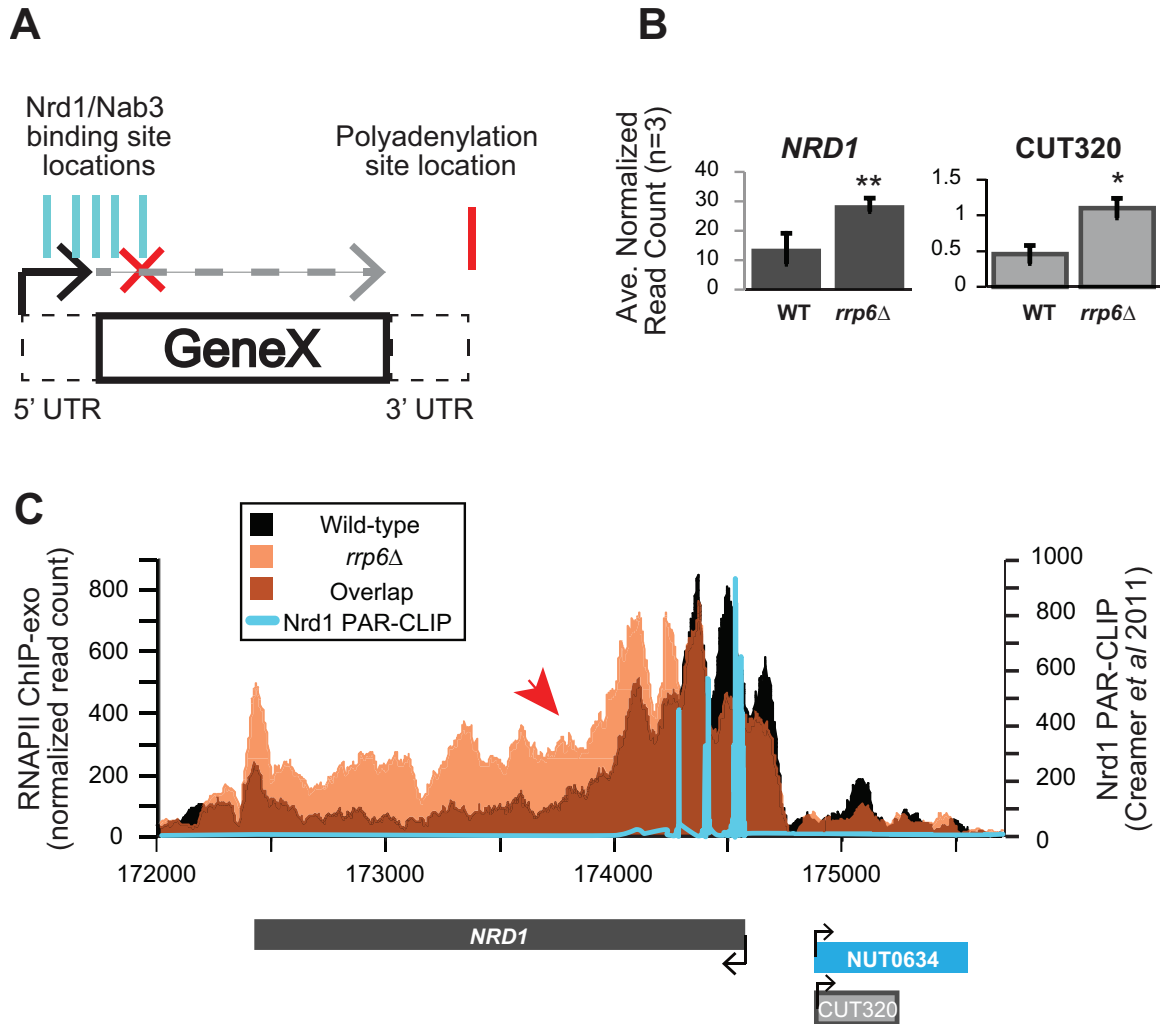 A
Nrd1/Nab3
binding site
locations
Polyadenylation
site location
GeneX
5' UTR
3' UTR
B
Ave. Normalized
Read Count (n=3)
NRD1
40
30
20
10
0
**
WT
rrp6Δ
CUT320
1.5
1
0.5
0
*
WT
rrp6Δ
C
Wild-type
rrp6Δ
Overlap
Nrd1 PAR-CLIP
RNAPII ChIP-exo
(normalized read count)
800
600
400
200
0
1000
800
600
400
200
0
Nrd1 PAR-CLIP
(Creamer et al 2011)
172000
173000
174000
175000
NRD1
NUT0634
CUT320